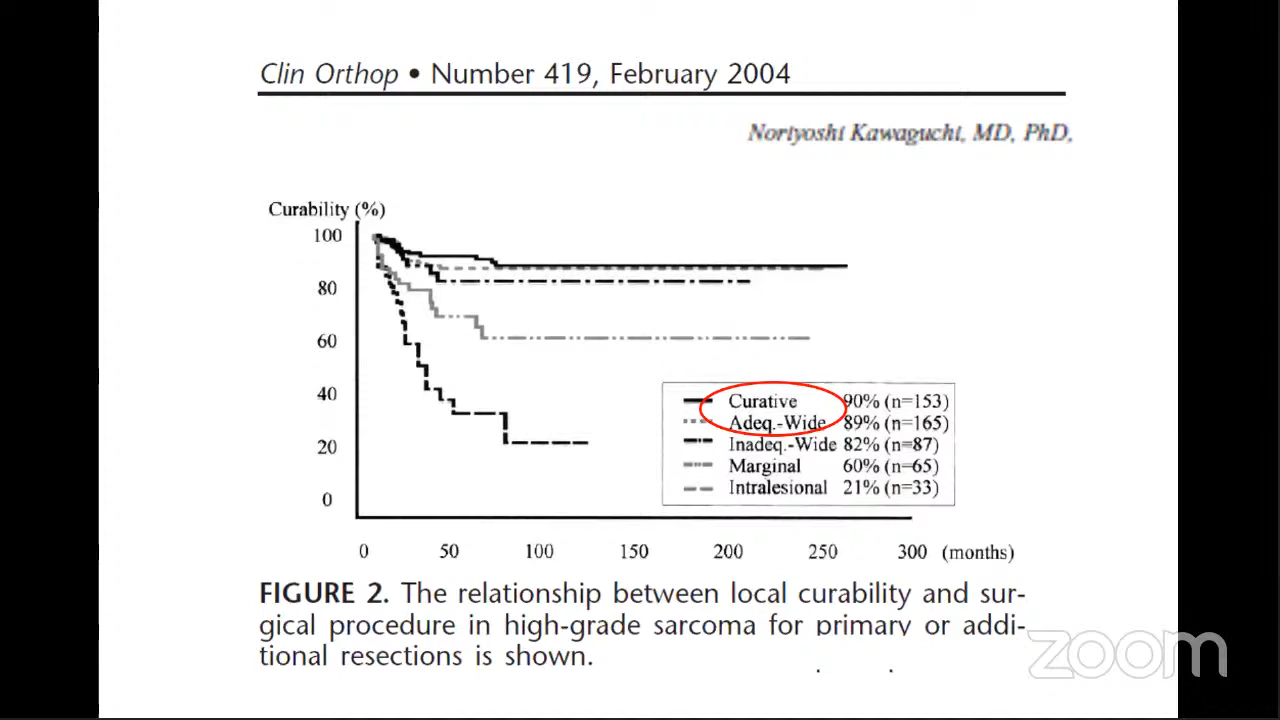 Clin Orthop • Number 419, February 2004
Noriyoshi Kawaguchi, MD, PhD,
Curability (%)
100
80
60
40
20
0
Curative 90% (n=153)
Adeq.-Wide 89% (n=165)
Inadeq.-Wide 82% (n=87)
Marginal 60% (n=65)
Intralesional 21% (n=33)
0 50 100 150 200 250 300 (months)
FIGURE 2. The relationship between local curability and sur-
gical procedure in high-grade sarcoma for primary or addi-
tional resections is shown.
zoom